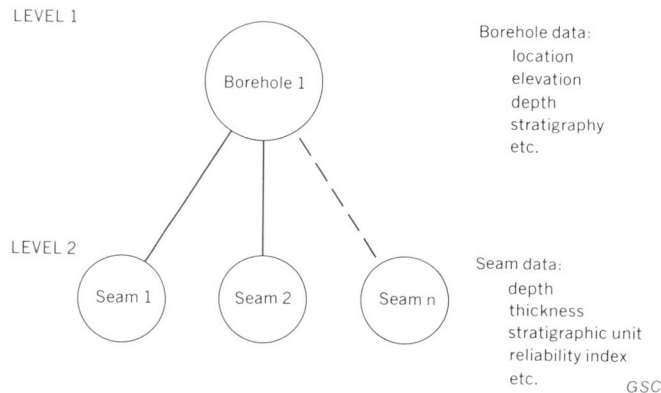 LEVEL 1
Borehole 1
Borehole data:
location
elevation
depth
stratigraphy
etc.
LEVEL 2
Seam 1
Seam 2
Seam n
Seam data:
depth
thickness
stratigraphic unit
reliability index
etc.
GSC